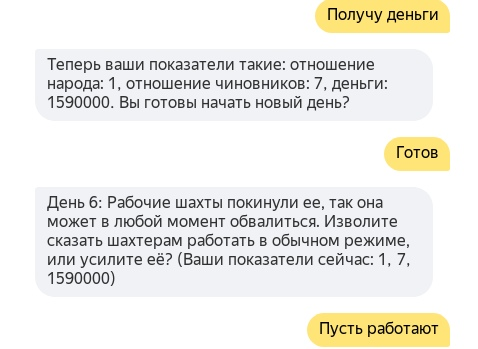 Получу деньги
Теперь ваши показатели такие: отношение
народа: 1, отношение чиновников: 7, деньги:
1590000. Вы готовы начать новый день?
Готов
День 6: Рабочие шахты покинули ее, так она
может в любой момент обвалиться. Изволите
сказать шахтерам работать в обычном режиме,
или усилите её? (Ваши показатели сейчас: 1, 7,
1590000)
Пусть работают